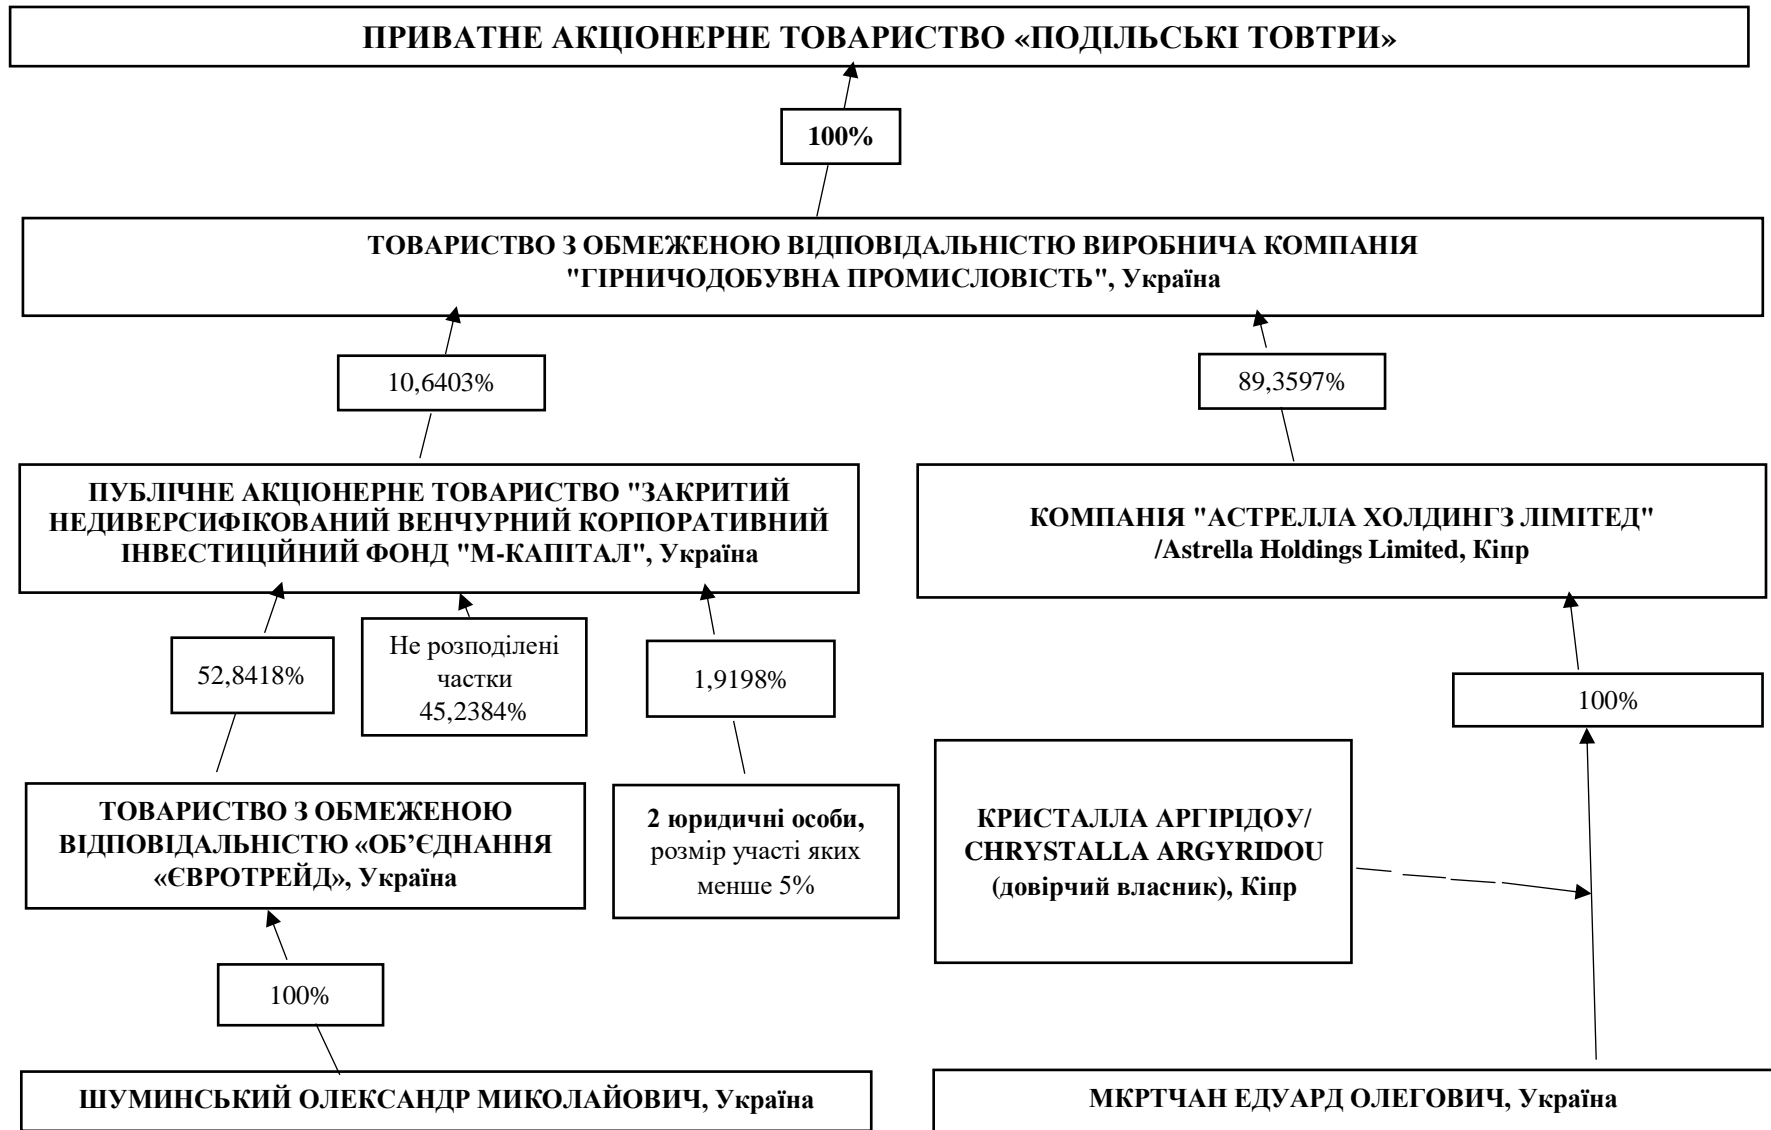 ПРИВАТНЕ АКЦІОНЕРНЕ ТОВАРИСТВО «ПОДІЛЬСЬКІ ТОВТРИ»
100%
ТОВАРИСТВО З ОБМЕЖЕНОЮ ВІДПОВІДАЛЬНІСТЮ ВИРОБНИЧА КОМПАНІЯ
"ГІРНИЧОДОБУВНА ПРОМИСЛОВІСТЬ", Україна
10,6403%
89,3597%
ПУБЛІЧНЕ АКЦІОНЕРНЕ ТОВАРИСТВО "ЗАКРИТИЙ
НЕДИВЕРСИФІКОВАНИЙ ВЕНЧУРНИЙ КОРПОРАТИВНИЙ
ІНВЕСТИЦІЙНИЙ ФОНД "М-КАПІТАЛ", Україна
КОМПАНІЯ "АСТРЕЛЛА ХОЛДИНГЗ ЛІМІТЕД"
/Astrella Holdings Limited, Кіпр
52,8418%
Не розподілені
частки
45,2384%
1,9198%
100%
ТОВАРИСТВО З ОБМЕЖЕНОЮ
ВІДПОВІДАЛЬНІСТЮ «ОБ’ЄДНАННЯ
«ЄВРОТРЕЙД», Україна
2 юридичні особи,
розмір участі яких
менше 5%
КРИСТАЛЛА АРГІРІДОУ/
CHRYSTALLA ARGYRIDOU
(довірчий власник), Кіпр
100%
ШУМИНСЬКИЙ ОЛЕКСАНДР МИКОЛАЙОВИЧ, Україна
МКРТЧАН ЕДУАРД ОЛЕГОВИЧ, Україна